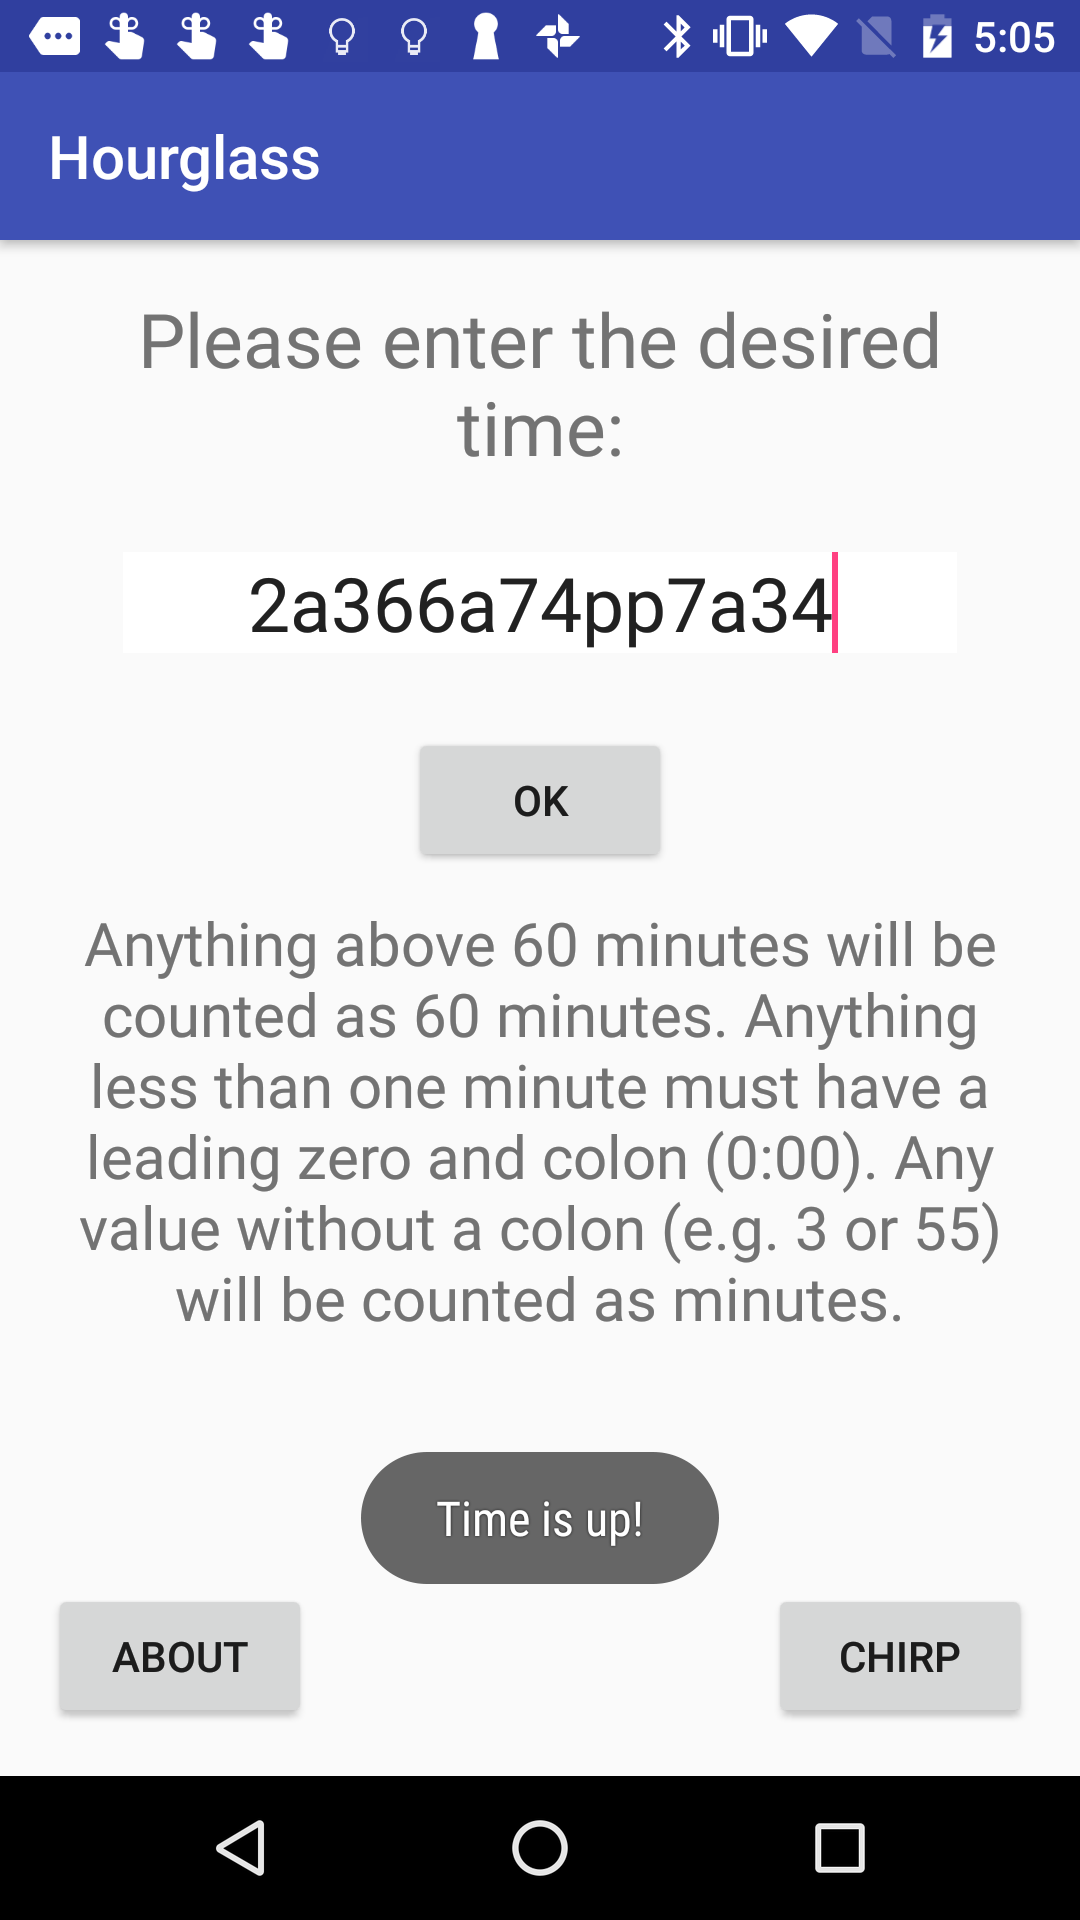 5:05
Hourglass
Please enter the desired
time:
2a366a74pp7a34
OK
Anything above 60 minutes will be
counted as 60 minutes. Anything
less than one minute must have a
leading zero and colon (0:00). Any
value without a colon (e.g. 3 or 55)
will be counted as minutes.
Time is up!
ABOUT
CHIRP